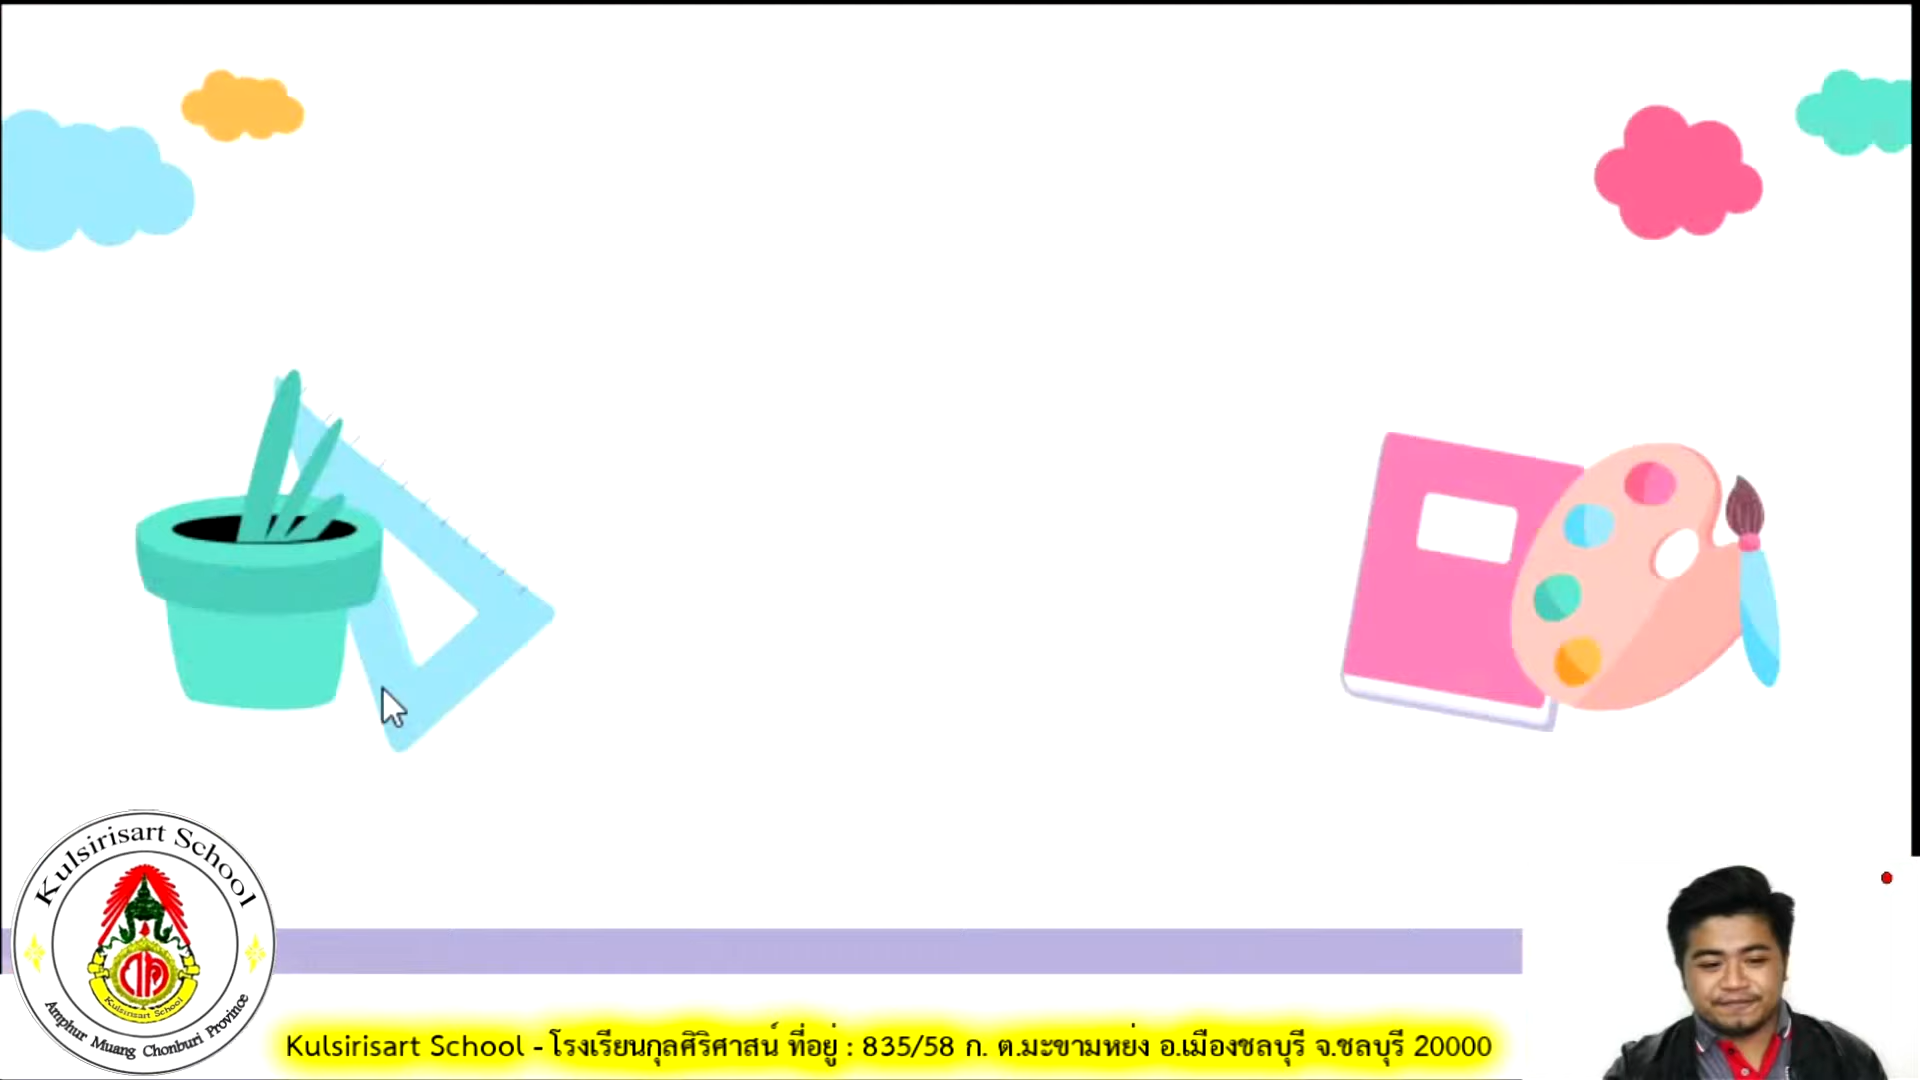 Kulsirisart School
Kulsirisart School
Amphur Muang Chonburi Province
Kulsirisart School - โรงเรียนกุลศิริศาสน์ ที่อยู่ : 835/58 ก. ต.มะขามหย่ง อ.เมืองชลบุรี จ.ชลบุรี 20000